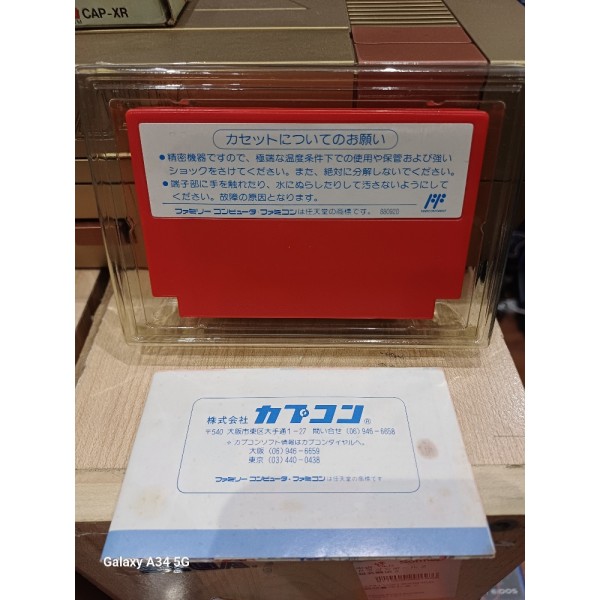 CAP-XR
カセットについてのお願い
●精密機器ですので、極端な温度条件下での使用や保管および強い
ショックをさけてください。また、絶対に分解しないでください。
●端子部に手を触れたり、水にぬらしたりして汚さないようにして
ください。故障の原因となります。
ファミリーコンピュータ ファミコンは任天堂の商標です。 880920
株式会社 カプコン®
〒540 大阪市東区大手通1-27 問い合せ (06)946-6658
* カプコンソフト情報はカプコンダイヤルへ。
大阪 (06)946-6659
東京 (03)440-0438
ファミリーコンピュータ・ファミコンは任天堂の商標です
Galaxy A34 5G